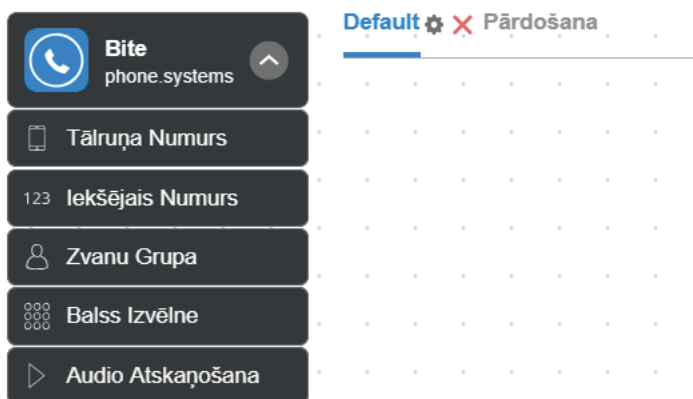 Bite
phone.systems
Default Pārdošana
Tālruņa Numurs
123 Iekšējais Numurs
Zvanu Grupa
Balss Izvēlne
Audio Atskaņošana